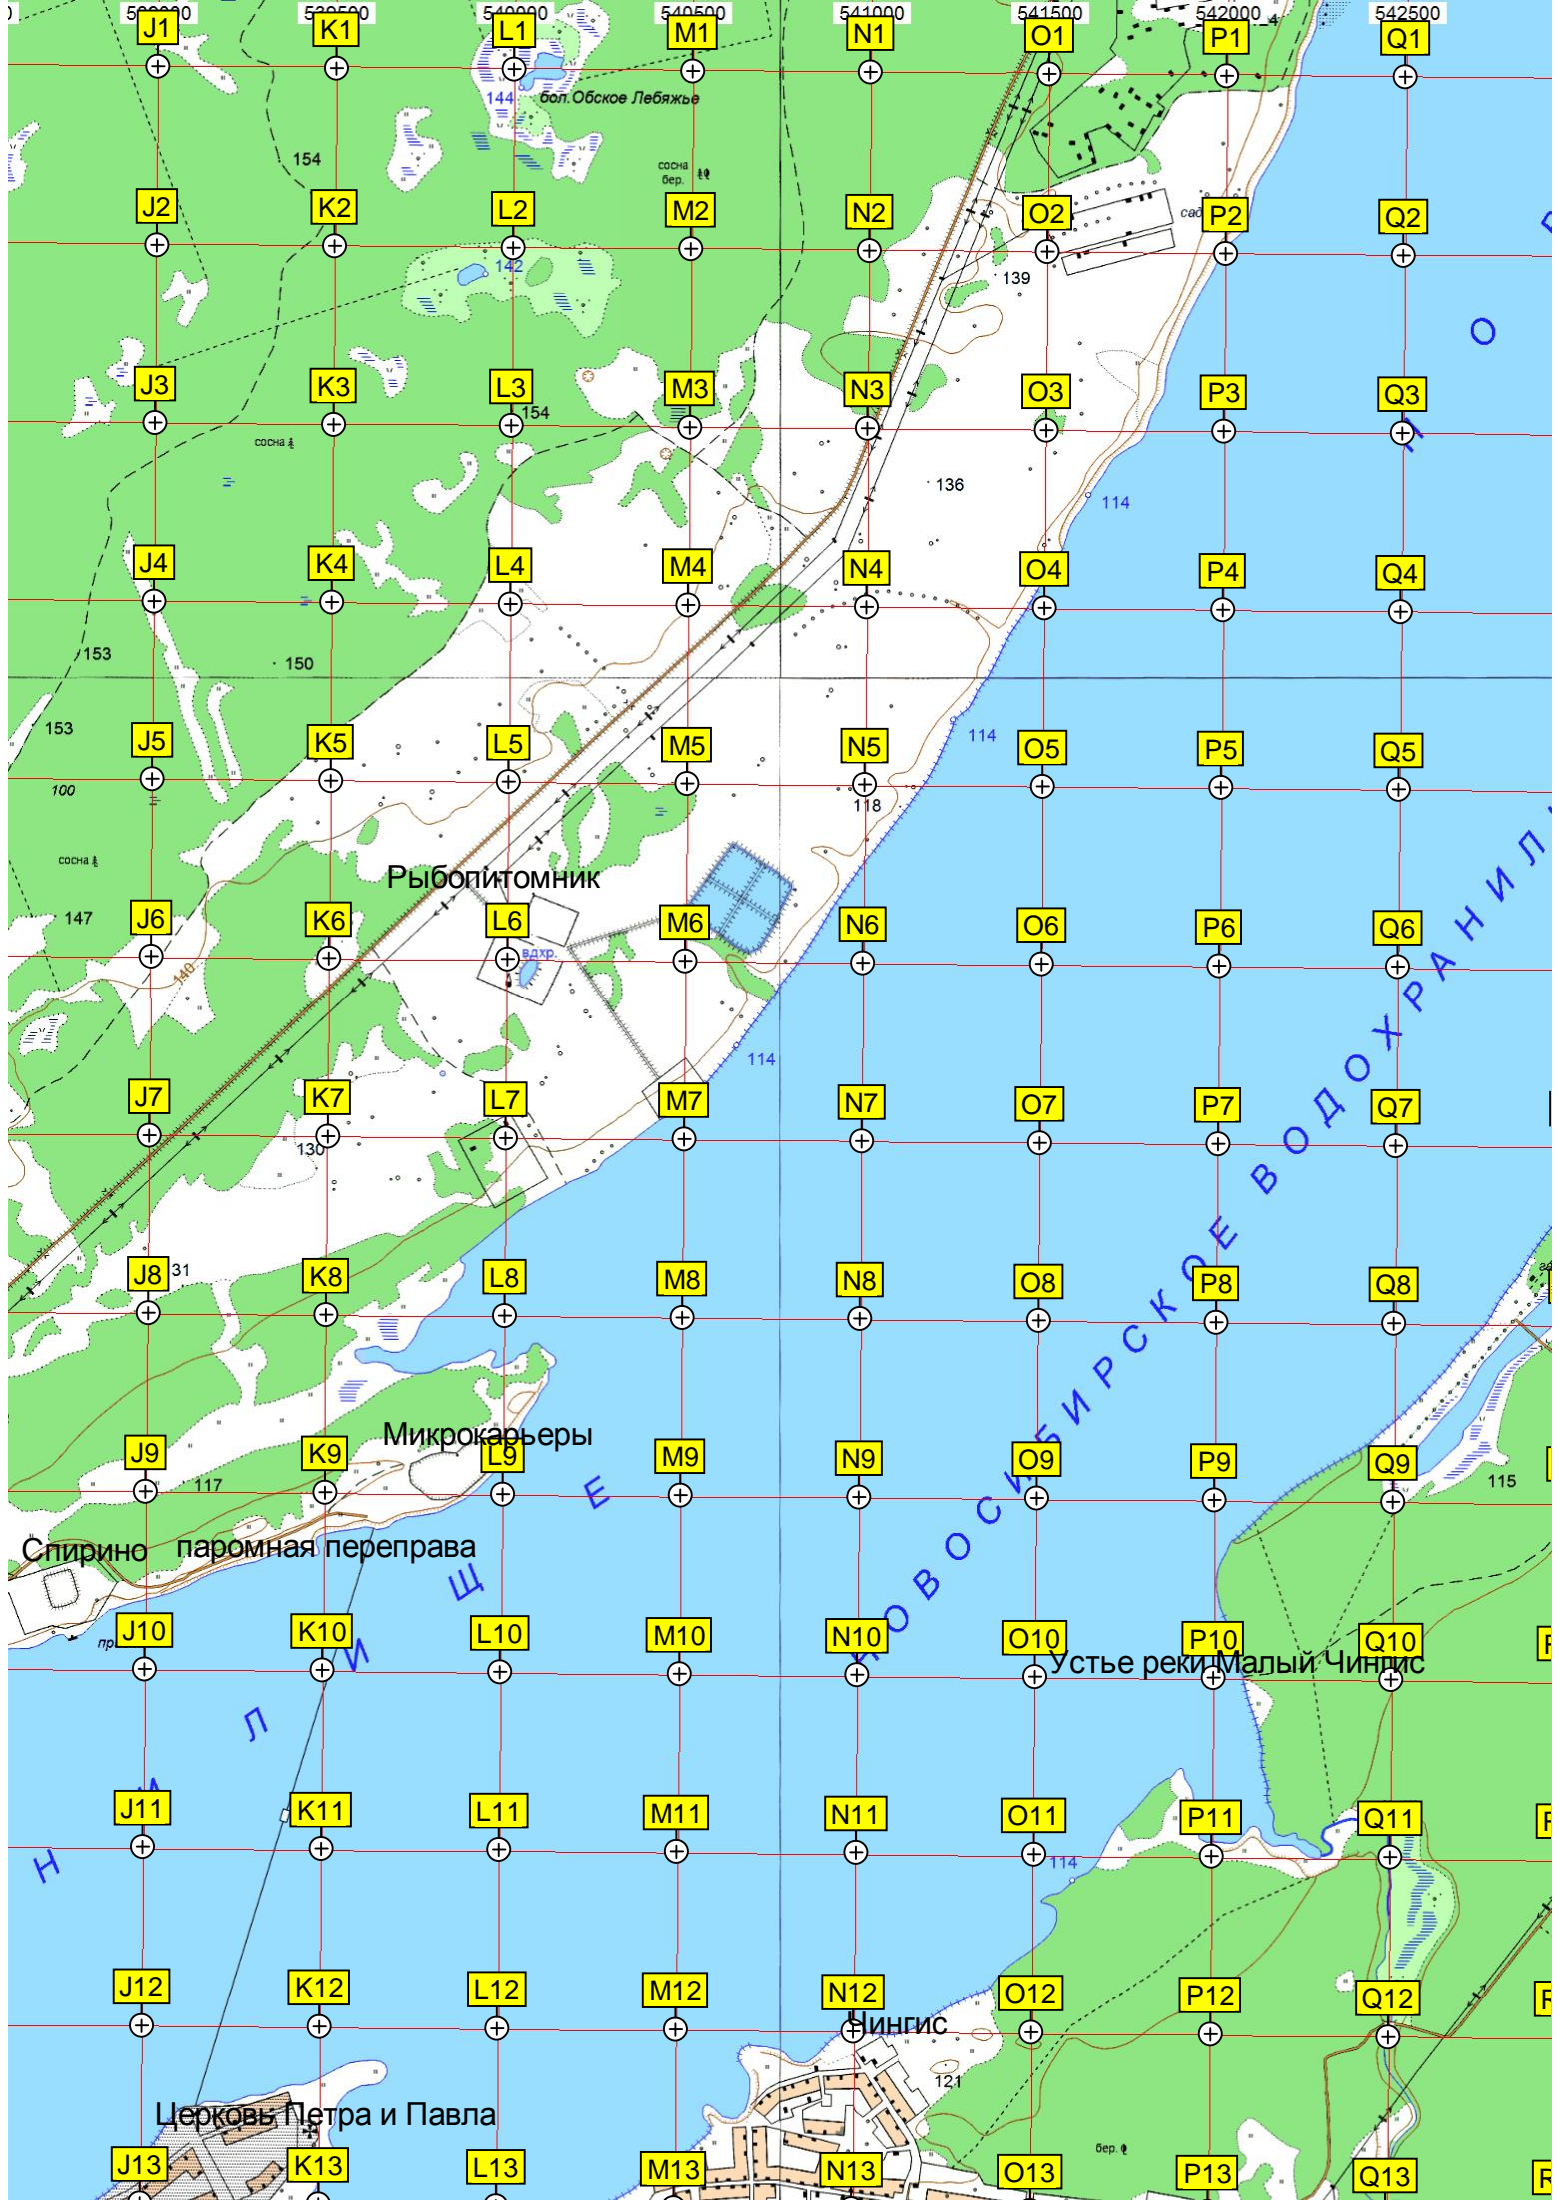 539500 540000 540500 541000 541500 542000 542500
J1 K1 L1 M1 N1 O1 P1 Q1
144 бол.Обское Лебяжье
154
сосна
бер.
J2 K2 L2 M2 N2 O2 P2 Q2
142
139
О
J3 K3 L3 M3 N3 O3 P3 Q3
154
сосна
П
136
114
J4 K4 L4 M4 N4 O4 P4 Q4
153
150
153
114
J5 K5 L5 M5 N5 O5 P5 Q5
100
118
сосна
Рыбопитомник
147
J6 K6 L6 M6 N6 O6 P6 Q6
вдхр.
140
114
J7 K7 L7 M7 N7 O7 P7 Q7
130
J8 K8 L8 M8 N8 O8 P8 Q8
31
НОВОСИБИРСКОЕ ВОДОХРАНИЛ
Микрокарьеры
J9 K9 L9 M9 N9 O9 P9 Q9
117
115
Е
Спирино паромная переправа
Щ
J10 K10 L10 M10 N10 O10 P10 Q10
пр
И
Устье реки Малый Чингис
Л
И
J11 K11 L11 M11 N11 O11 P11 Q11
114
Н
J12 K12 L12 M12 N12 O12 P12 Q12
Чингис
121
Церковь Петра и Павла
бер.
J13 K13 L13 M13 N13 O13 P13 Q13